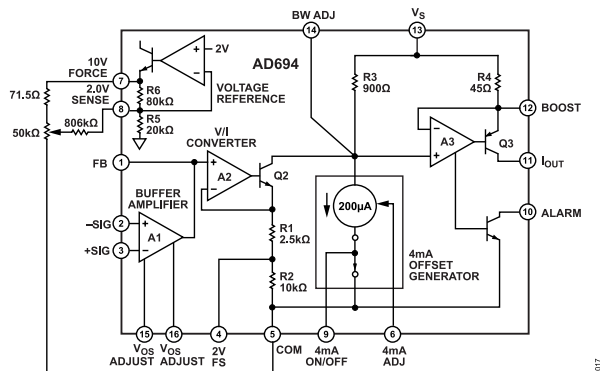 BW ADJ
VS
14
13
2V
AD694
10V
FORCE
7
2.0V
SENSE
8
R6
80kΩ
VOLTAGE
REFERENCE
R3
900Ω
R4
45Ω
71.5Ω
806kΩ
50kΩ
R5
20kΩ
12
BOOST
V/I
CONVERTER
A3
Q3
FB
1
A2
Q2
11
IOUT
BUFFER
AMPLIFIER
200µA
–SIG
2
A1
+SIG
3
R1
2.5kΩ
10
ALARM
4mA
OFFSET
GENERATOR
R2
10kΩ
15
16
4
5
9
6
VOS
ADJUST
VOS
ADJUST
2V
FS
COM
4mA
ON/OFF
4mA
ADJ
017